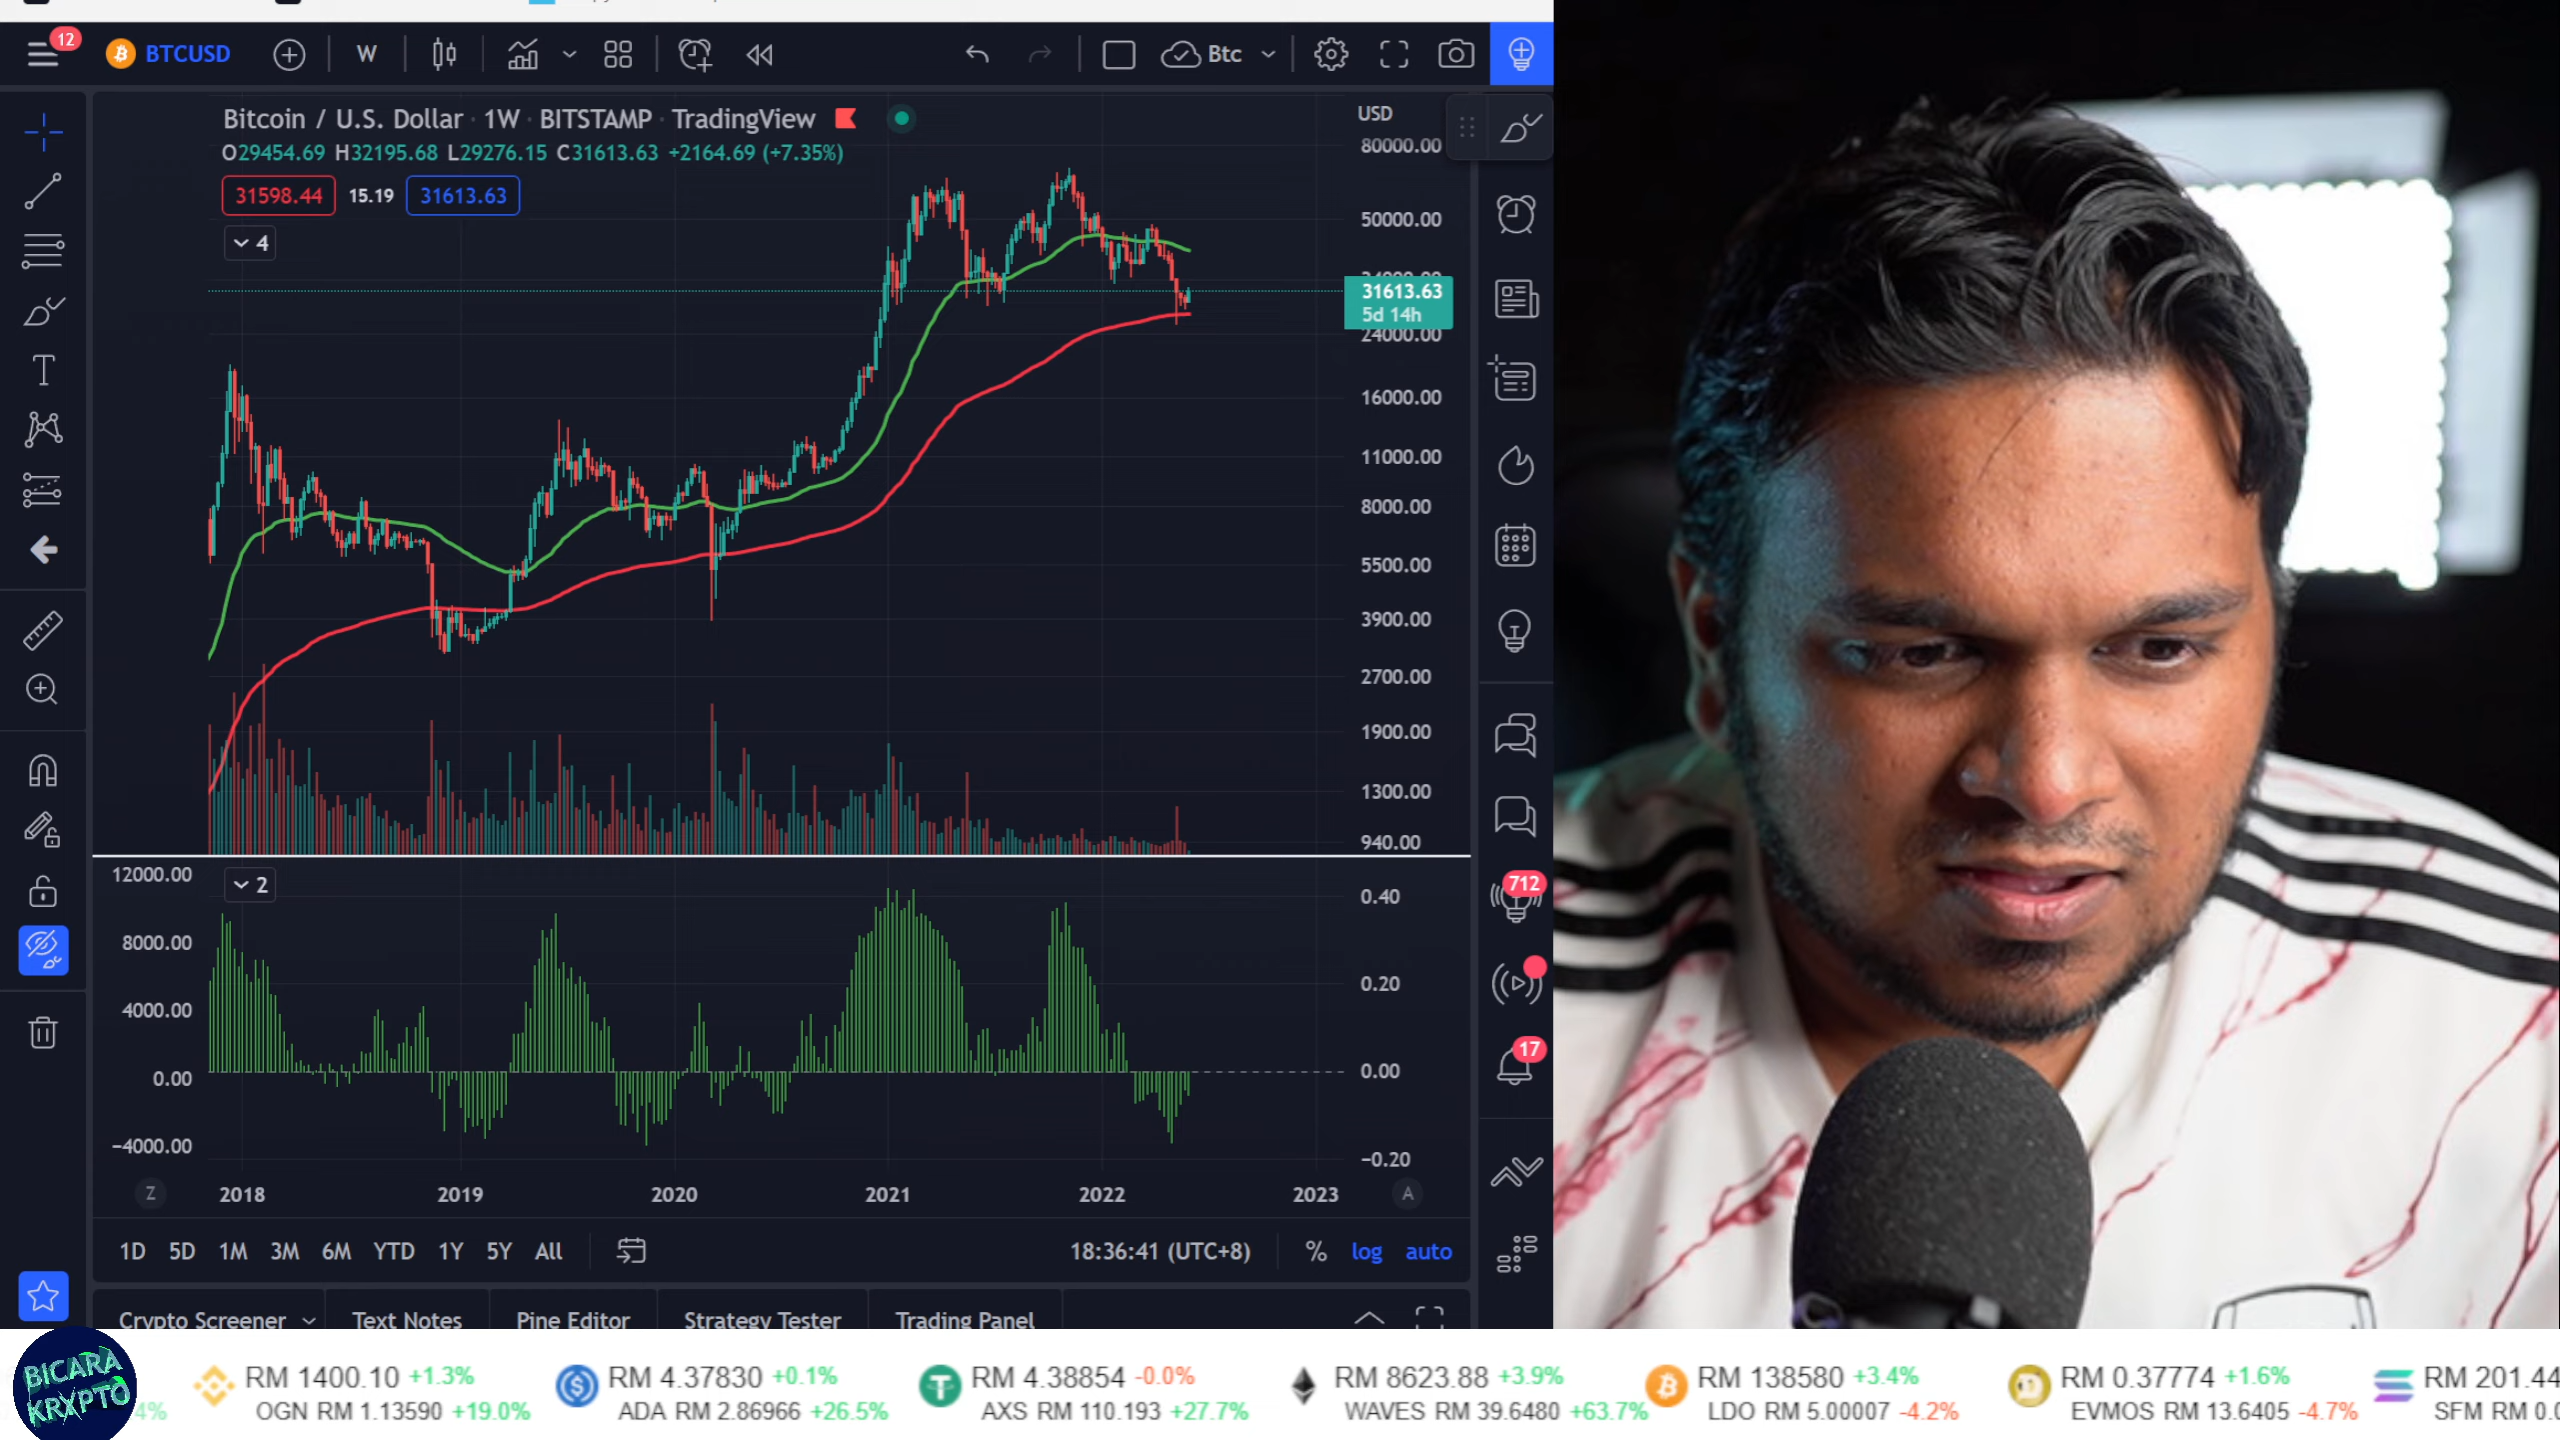 12
BTCUSD
W
Btc
Bitcoin / U.S. Dollar · 1W · BITSTAMP · TradingView
O29454.69 H32195.68 L29276.15 C31613.63 +2164.69 (+7.35%)
31598.44 15.19 31613.63
4
USD
80000.00
50000.00
31613.63
5d 14h
24000.00
16000.00
11000.00
8000.00
5500.00
3900.00
2700.00
1900.00
1300.00
940.00
T
2
12000.00
8000.00
4000.00
0.00
−4000.00
0.40
0.20
0.00
−0.20
712
17
Z 2018 2019 2020 2021 2022 2023 A
1D 5D 1M 3M 6M YTD 1Y 5Y All 18:36:41 (UTC+8) % log auto
Crypto Screener Text Notes Pine Editor Strategy Tester Trading Panel
BICARA
KRYPTO
RM 1400.10 +1.3% RM 4.37830 +0.1% RM 4.38854 -0.0% RM 8623.88 +3.9% RM 138580 +3.4% RM 0.37774 +1.6% RM 201.44
4% OGN RM 1.13590 +19.0% ADA RM 2.86966 +26.5% AXS RM 110.193 +27.7% WAVES RM 39.6480 +63.7% LDO RM 5.00007 -4.2% EVMOS RM 13.6405 -4.7% SFM RM 0.0